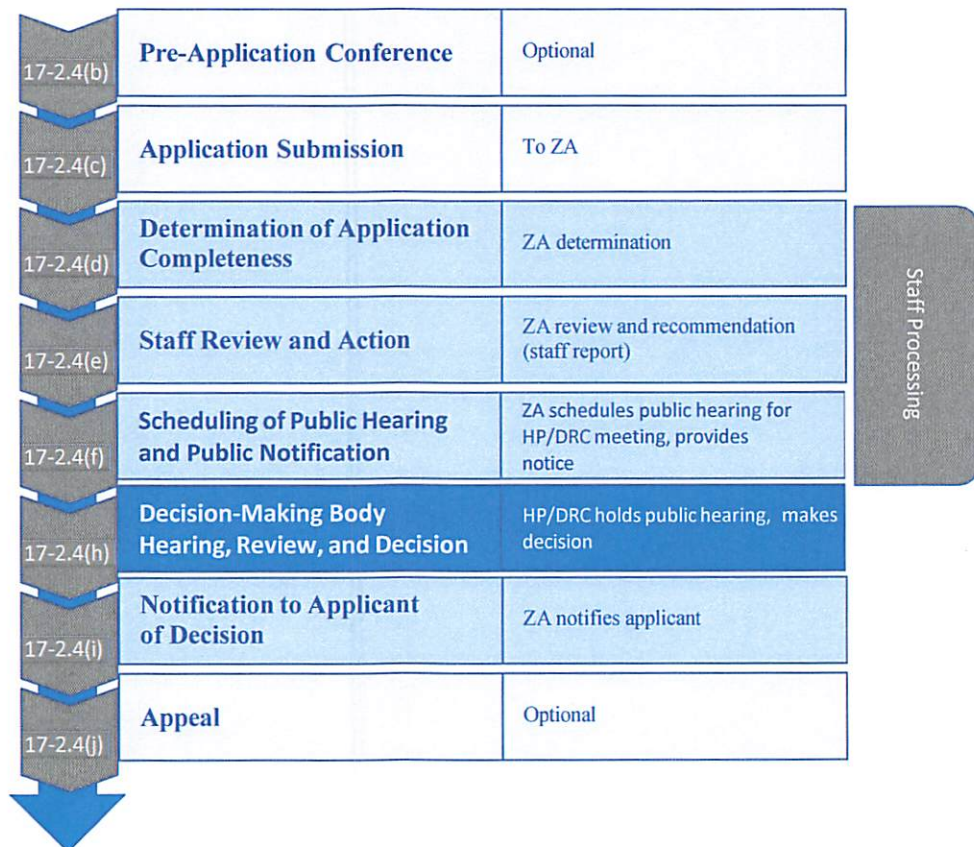 17-2.4(b)
Pre-Application Conference
Optional
17-2.4(c)
Application Submission
To ZA
17-2.4(d)
Determination of Application
Completeness
ZA determination
17-2.4(e)
Staff Review and Action
ZA review and recommendation
(staff report)
17-2.4(f)
Scheduling of Public Hearing
and Public Notification
ZA schedules public hearing for
HP/DRC meeting, provides
notice
17-2.4(h)
Decision-Making Body
Hearing, Review, and Decision
HP/DRC holds public hearing, makes
decision
17-2.4(i)
Notification to Applicant
of Decision
ZA notifies applicant
17-2.4(j)
Appeal
Optional
Staff Processing